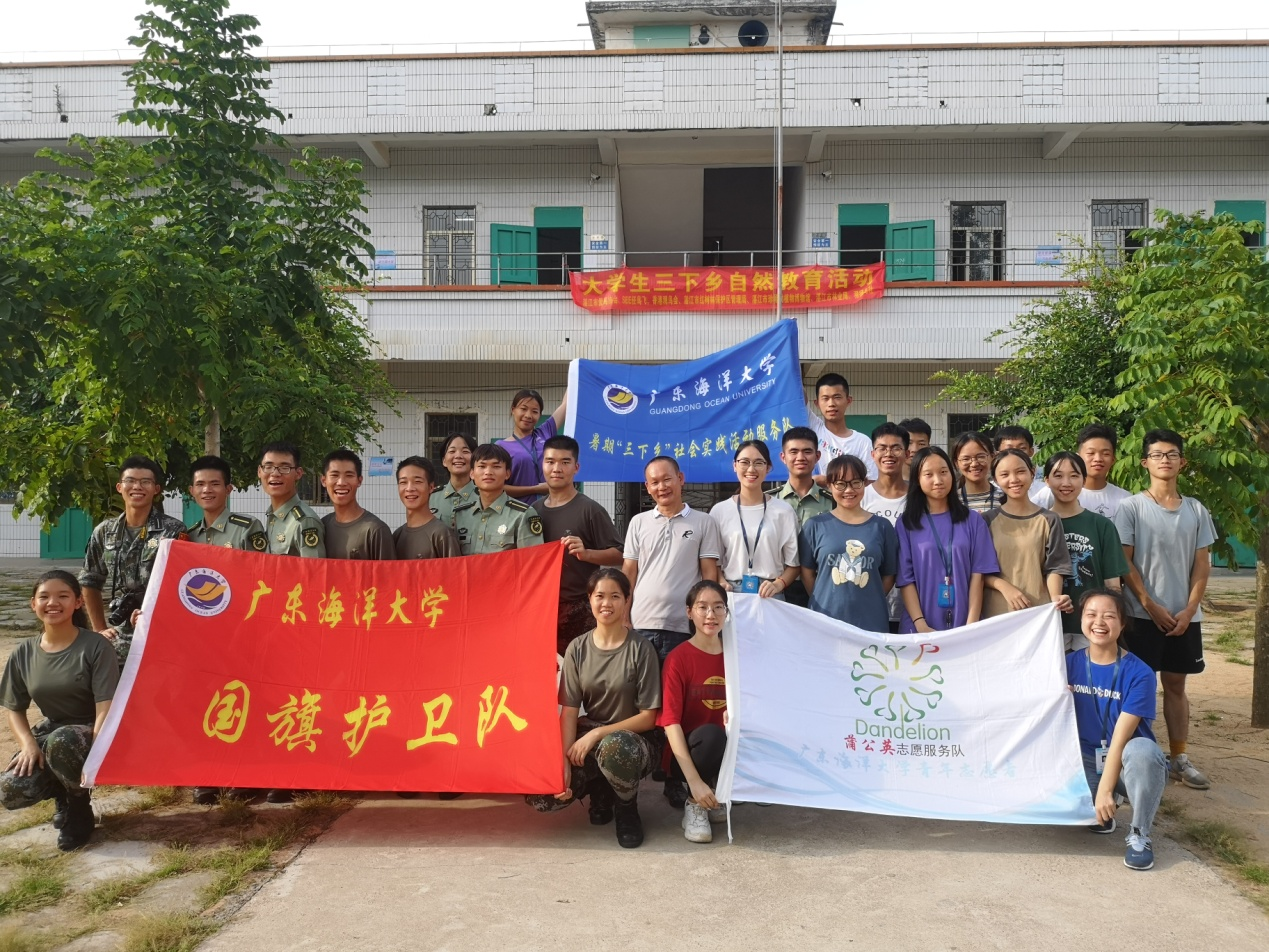 大学生三下乡自然教育活动
广东海洋大学
GUANGDONG OCEAN UNIVERSITY
暑期"三下乡"社会实践活动服务队
广东海洋大学
国旗护卫队
Dandelion
蒲公英志愿服务队
广东海洋大学青年志愿者